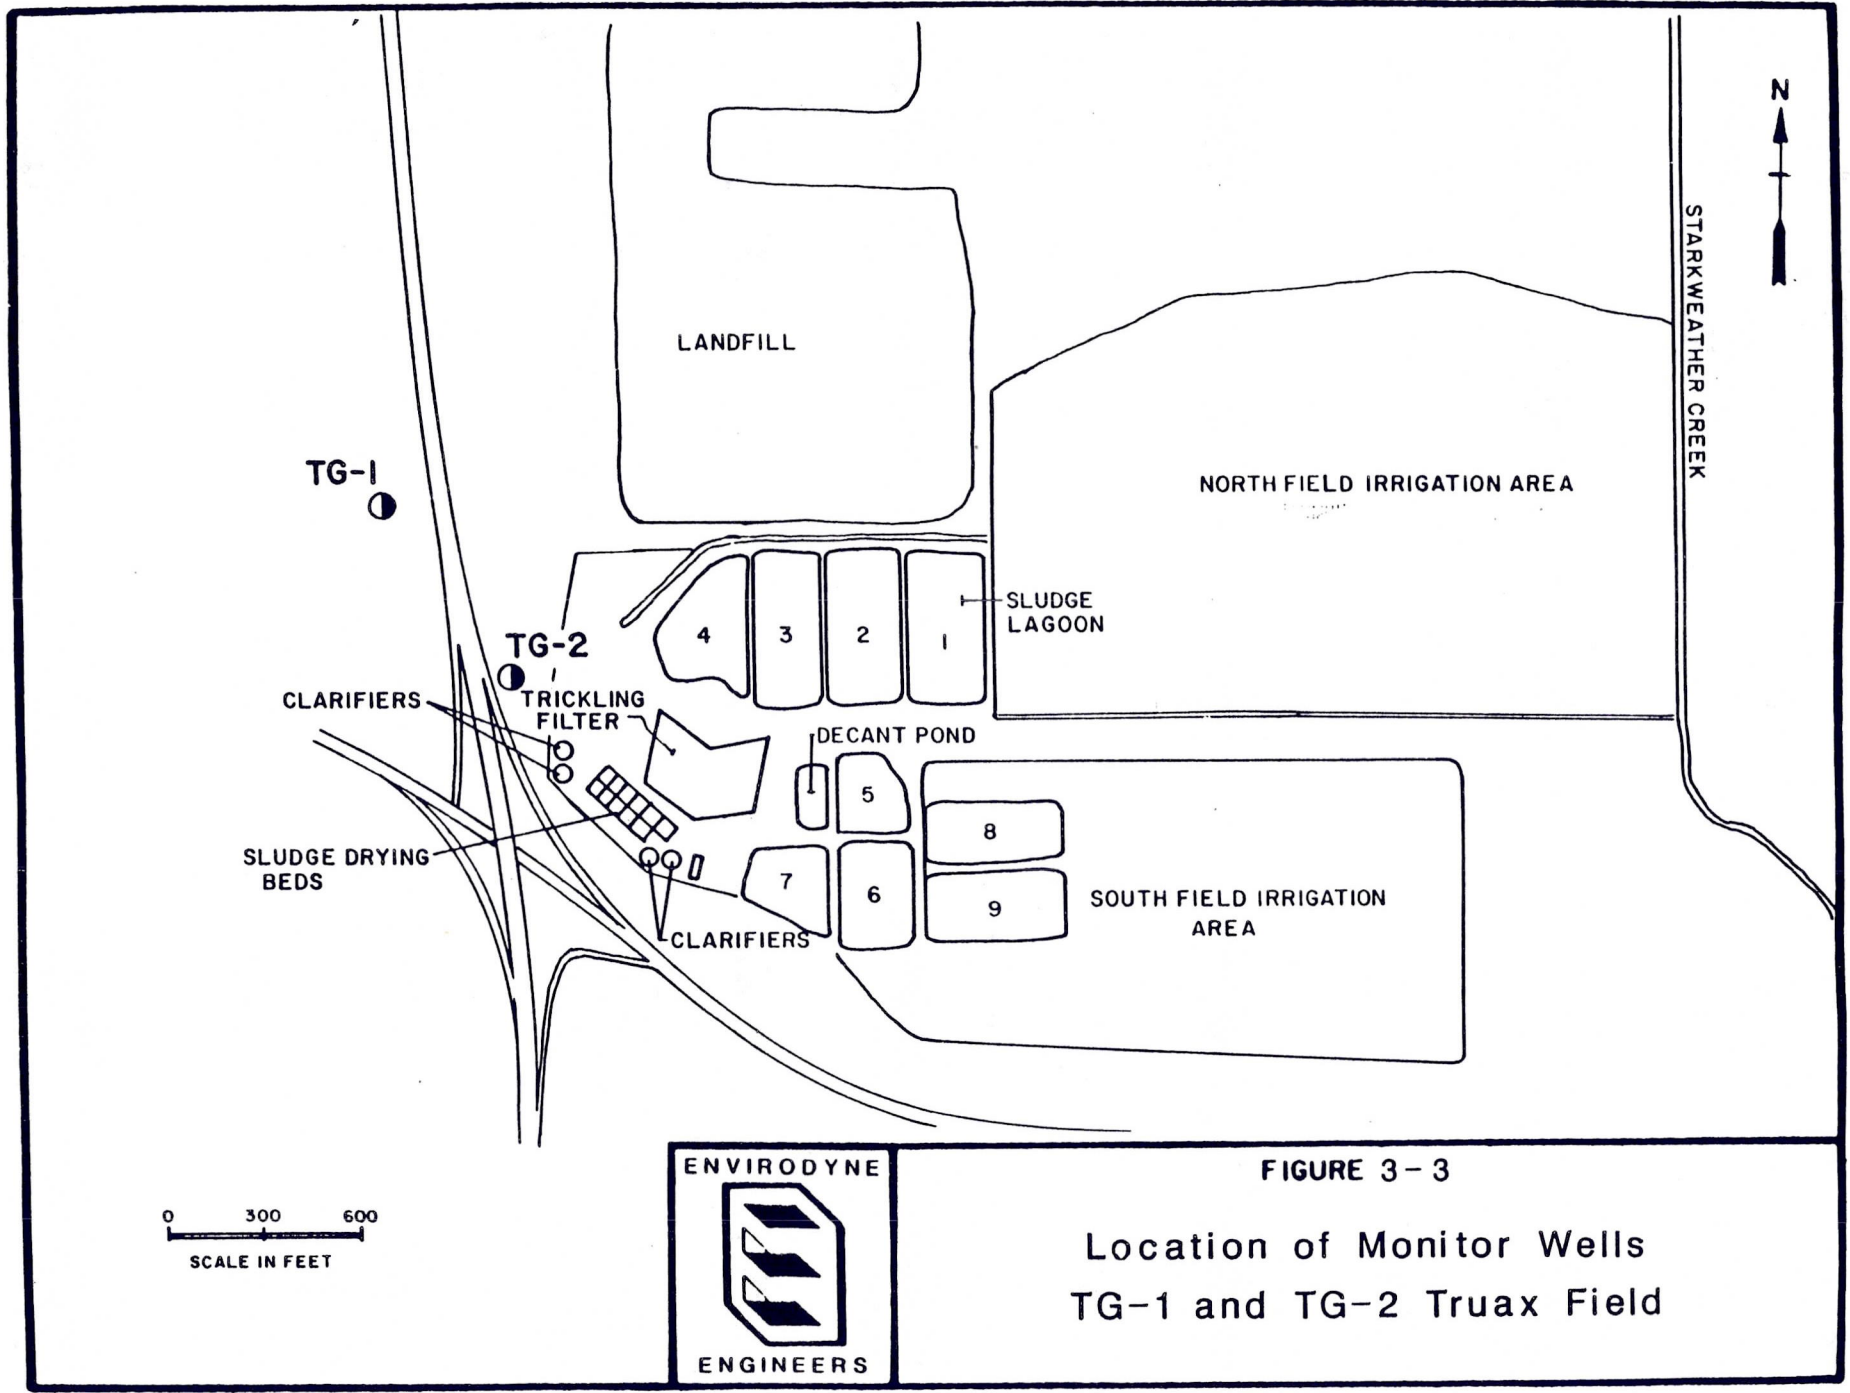 N
STARKWEATHER CREEK
LANDFILL
TG-1
NORTH FIELD IRRIGATION AREA
SLUDGE
LAGOON
4
3
2
1
TG-2
CLARIFIERS
TRICKLING
FILTER
DECANT POND
5
8
SLUDGE DRYING
BEDS
7
6
9
SOUTH FIELD IRRIGATION
AREA
CLARIFIERS
0 300 600
SCALE IN FEET
ENVIRODYNE
ENGINEERS
FIGURE 3-3
Location of Monitor Wells
TG-1 and TG-2 Truax Field